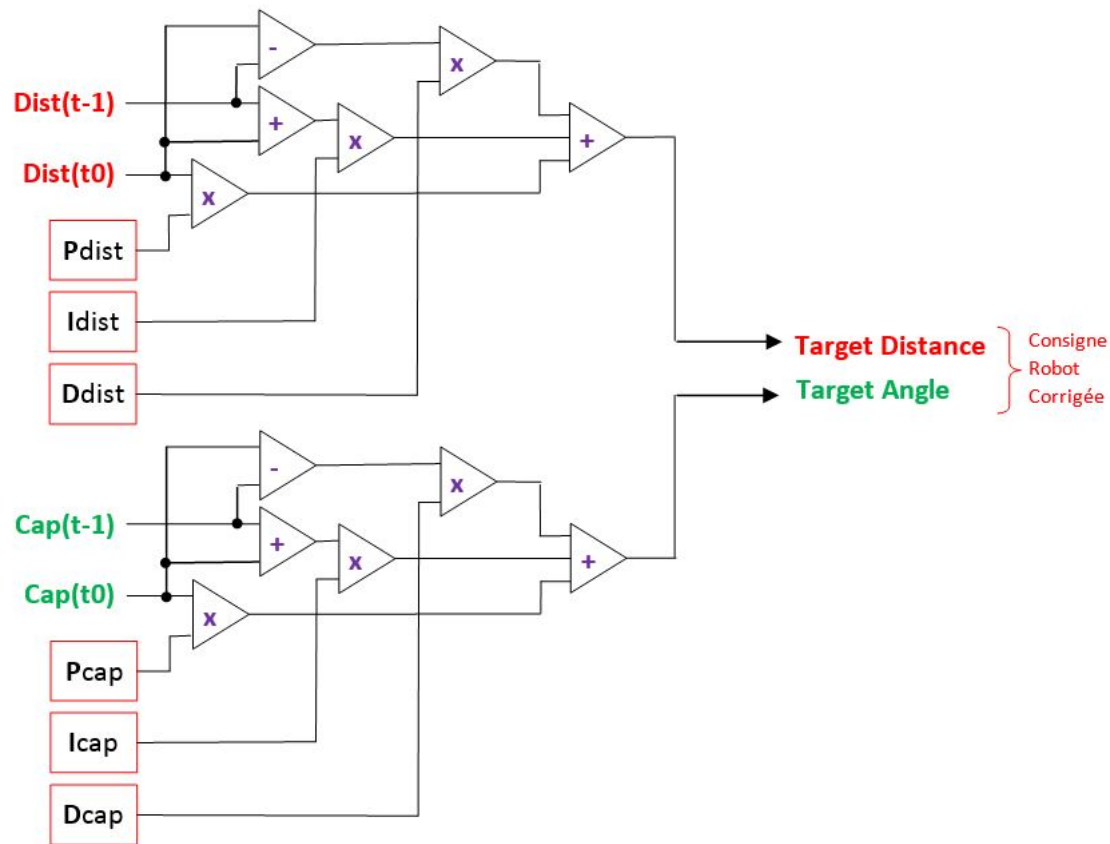 -
x
Dist(t-1)
+
x
+
Dist(t0)
x
Pdist
Idist
Ddist
Target Distance
Target Angle
Consigne
Robot
Corrigée
-
x
Cap(t-1)
+
x
+
Cap(t0)
x
Pcap
Icap
Dcap